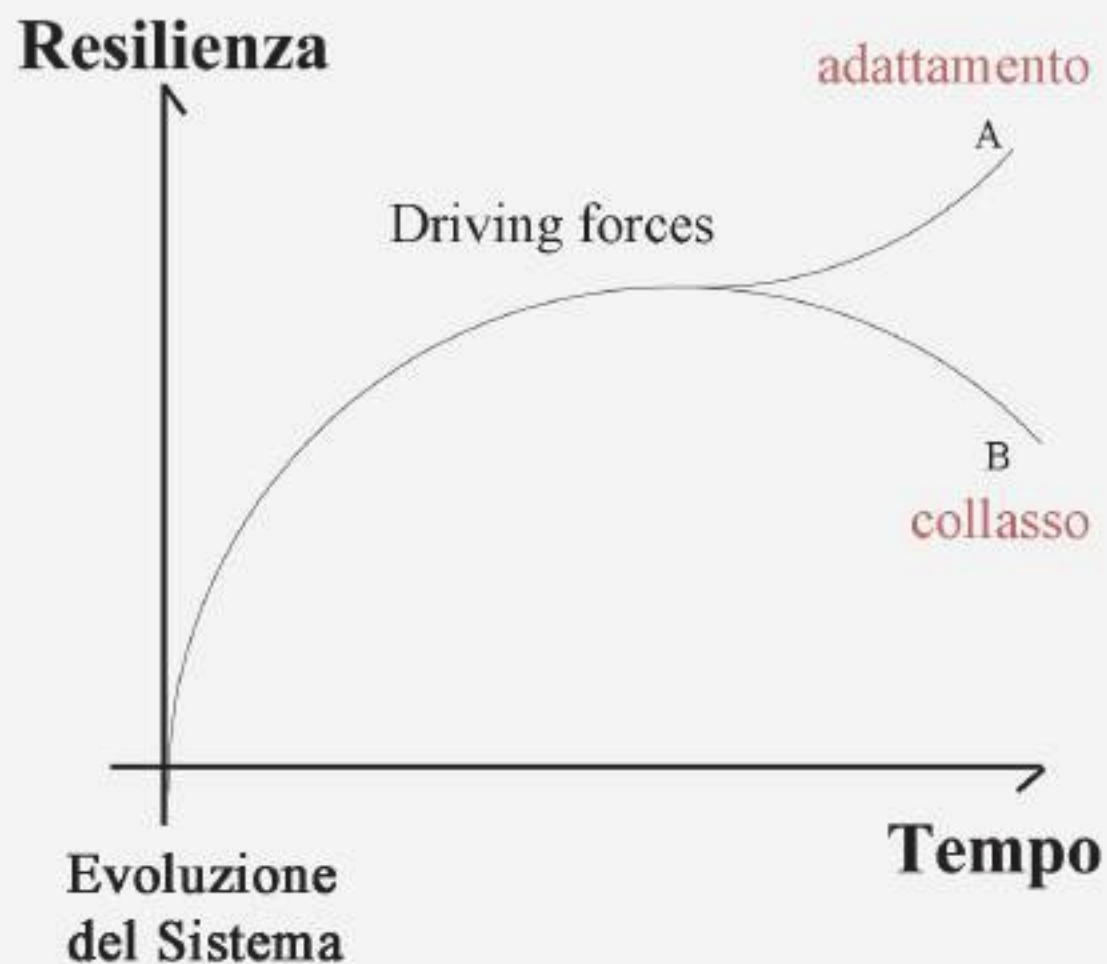 Resilienza
adattamento
A
Driving forces
B
collasso
Tempo
Evoluzione
del Sistema